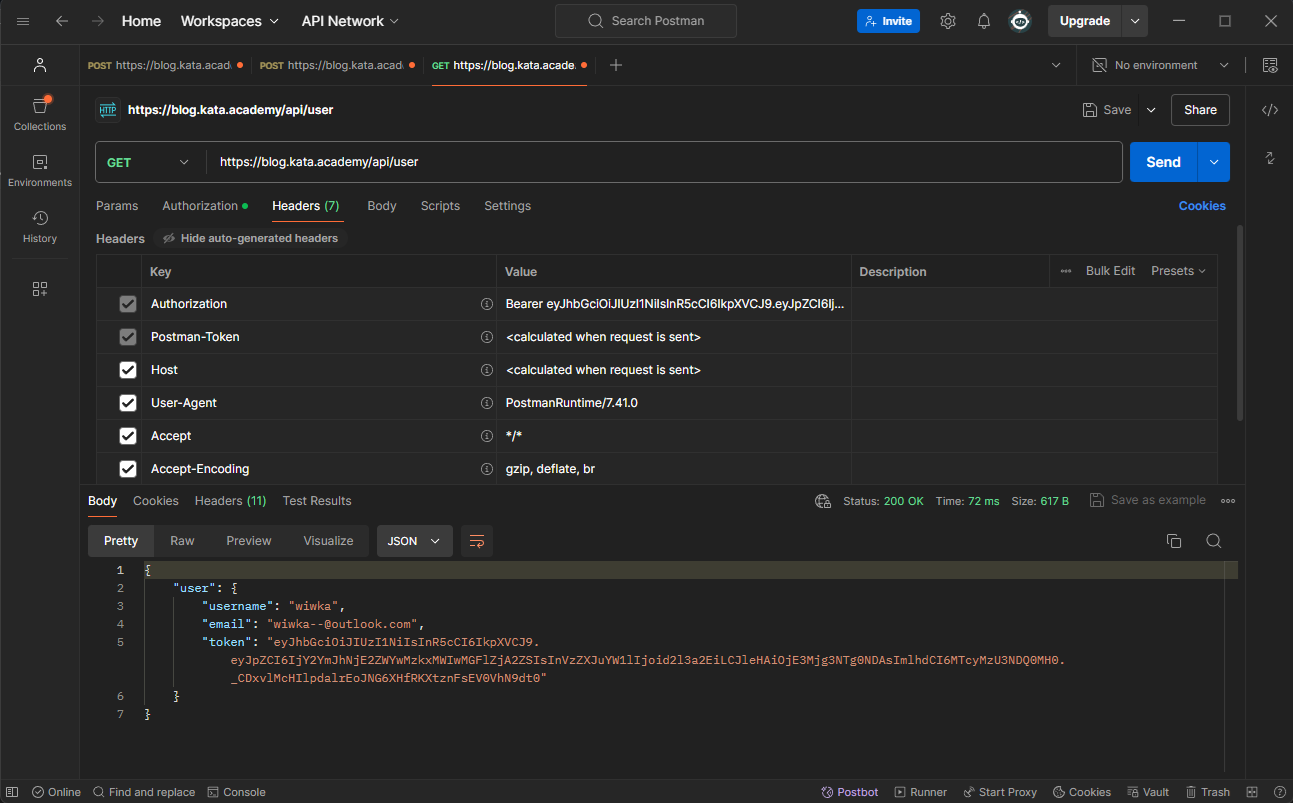 Home Workspaces API Network Search Postman Invite Upgrade
POST https://blog.kata.acad POST https://blog.kata.acad GET https://blog.kata.acade. No environment
HTTP https://blog.kata.academy/api/user Save Share
Collections
Environments
History
GET https://blog.kata.academy/api/user Send
Params Authorization Headers (7) Body Scripts Settings Cookies
Headers Hide auto-generated headers
Key Value Description Bulk Edit Presets
Authorization Bearer eyJhbGciOiJIUzI1NiIsInR5cCI6IkpXVCJ9.eyJpZCI6Ij...
Postman-Token <calculated when request is sent>
Host <calculated when request is sent>
User-Agent PostmanRuntime/7.41.0
Accept */*
Accept-Encoding gzip, deflate, br
Body Cookies Headers (11) Test Results Status: 200 OK Time: 72 ms Size: 617 B Save as example
Pretty Raw Preview Visualize JSON
1 {
2 "user": {
3 "username": "wiwka",
4 "email": "wiwka--@outlook.com",
5 "token": "eyJhbGciOiJIUzI1NiIsInR5cCI6IkpXVCJ9.
eyJpZCI6IjY2YmJhNjE2ZWYwMzkxMWIwMGFlZjA2ZSIsInVzZXJuYW1lIjoid2l3a2EiLCJleHAiOjE3Mjg3NTg0NDAsImlhdCI6MTcyMzU3NDQ0MH0.
_CDxvlMcHIlpdalrEoJNG6XHfRKXtznFsEV0VhN9dt0"
6 }
7 }
Online Find and replace Console Postbot Runner Start Proxy Cookies Vault Trash